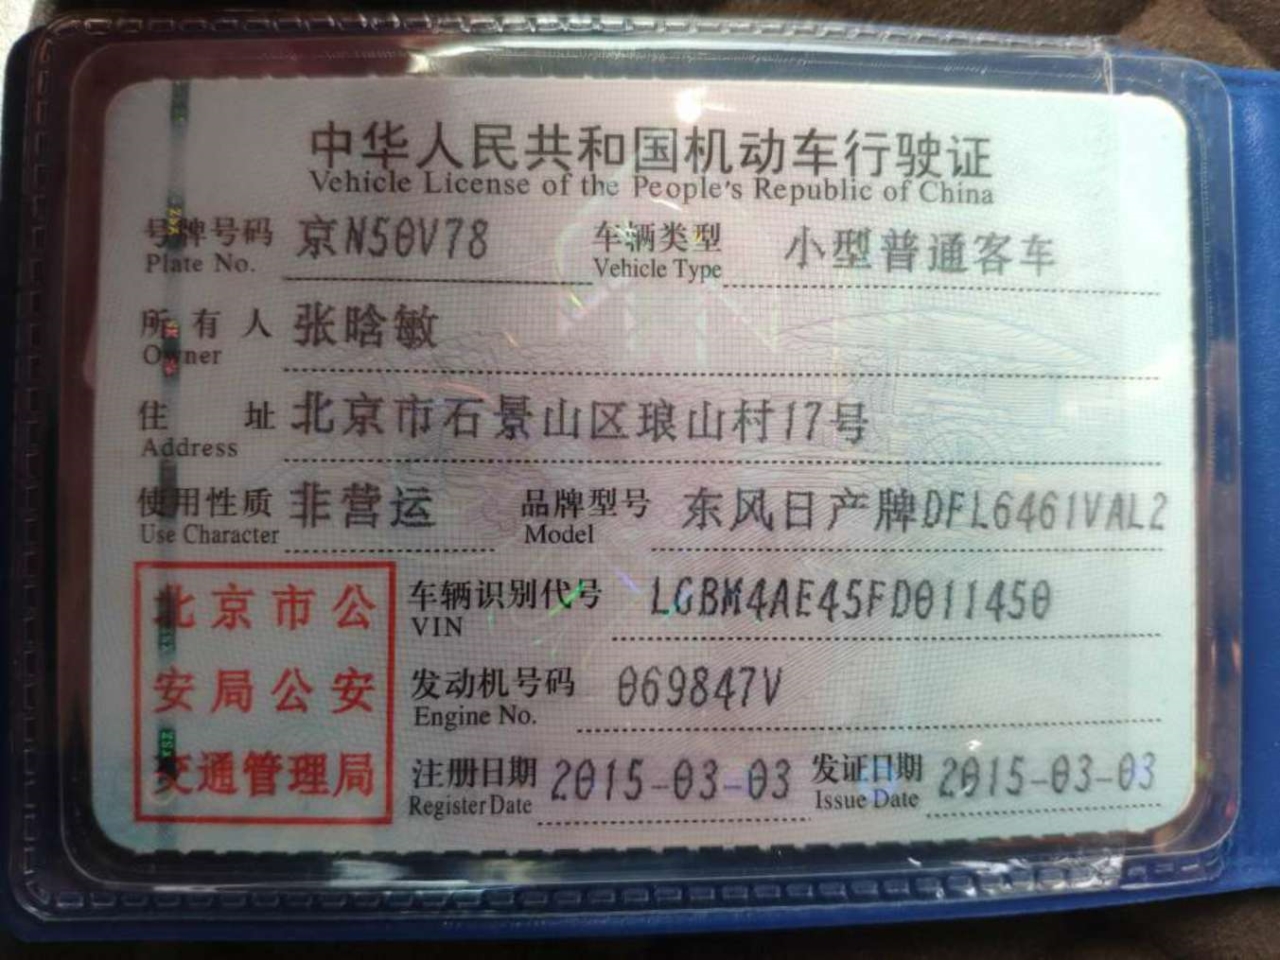 中华人民共和国机动车行驶证
Vehicle License of the People's Republic of China
号牌号码 京N50V78 车辆类型 小型普通客车
Plate No. Vehicle Type
所有人 张晗敏
Owner
住址 北京市石景山区琅山村17号
Address
使用性质 非营运 品牌型号 东风日产牌DFL6461VAL2
Use Character Model
北京市公
安局公安
交通管理局
车辆识别代号 LGBM4AE45FD011450
VIN
发动机号码 069847V
Engine No.
注册日期 2015-03-03 发证日期 2015-03-03
Register Date Issue Date